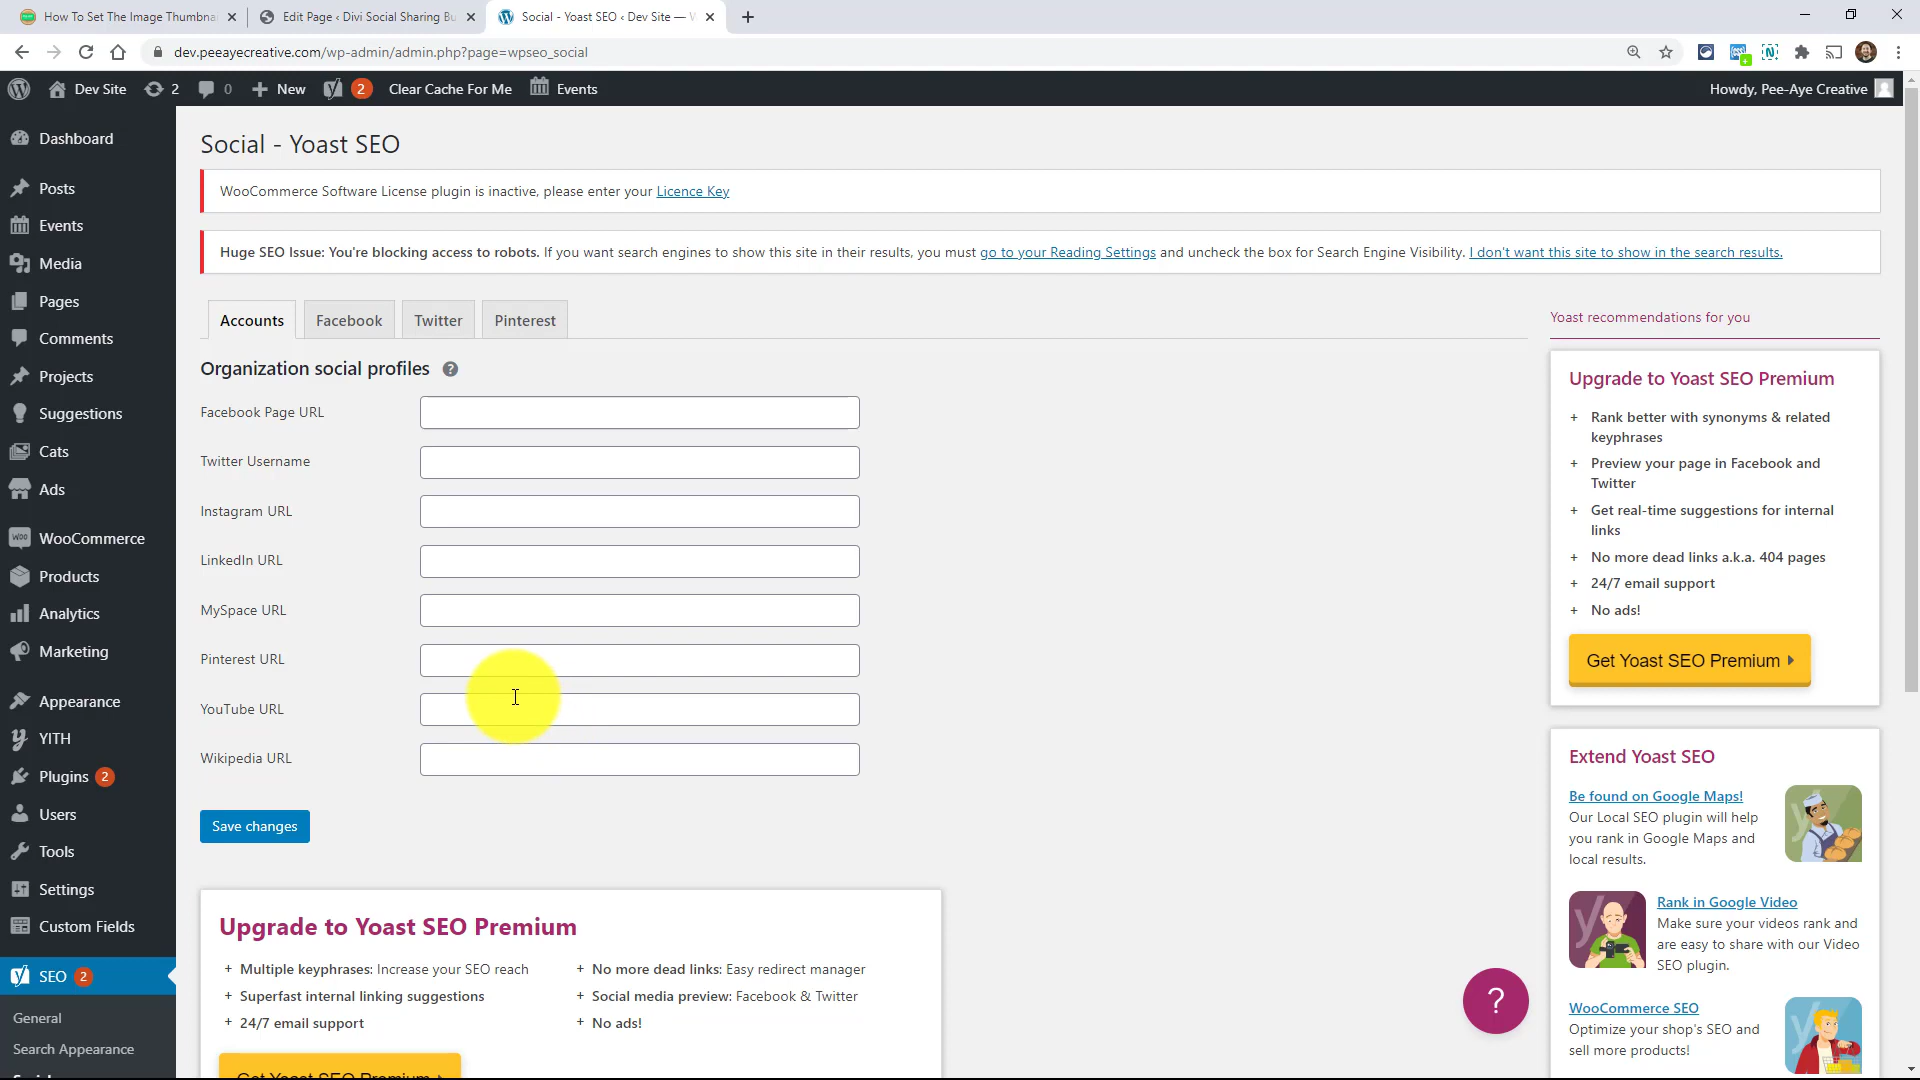 How To Set The Image Thumbna
Edit Page ‹ Divi Social Sharing Bu
Social - Yoast SEO ‹ Dev Site — W
dev.peeayecreative.com/wp-admin/admin.php?page=wpseo_social
Dev Site
2
0
New
2
Clear Cache For Me
Events
Howdy, Pee-Aye Creative
Dashboard
Posts
Events
Media
Pages
Comments
Projects
Suggestions
Cats
Ads
WooCommerce
Products
Analytics
Marketing
Appearance
YITH
Plugins 2
Users
Tools
Settings
Custom Fields
SEO 2
General
Search Appearance
Social - Yoast SEO
WooCommerce Software License plugin is inactive, please enter your Licence Key
Huge SEO Issue: You're blocking access to robots. If you want search engines to show this site in their results, you must go to your Reading Settings and uncheck the box for Search Engine Visibility. I don't want this site to show in the search results.
Accounts
Facebook
Twitter
Pinterest
Organization social profiles ?
Facebook Page URL
Twitter Username
Instagram URL
LinkedIn URL
MySpace URL
Pinterest URL
YouTube URL
Wikipedia URL
Save changes
Upgrade to Yoast SEO Premium
+ Multiple keyphrases: Increase your SEO reach
+ Superfast internal linking suggestions
+ 24/7 email support
+ No more dead links: Easy redirect manager
+ Social media preview: Facebook & Twitter
+ No ads!
Get Yoast SEO Premium
Yoast recommendations for you
Upgrade to Yoast SEO Premium
+ Rank better with synonyms & related
keyphrases
+ Preview your page in Facebook and
Twitter
+ Get real-time suggestions for internal
links
+ No more dead links a.k.a. 404 pages
+ 24/7 email support
+ No ads!
Get Yoast SEO Premium
Extend Yoast SEO
Be found on Google Maps!
Our Local SEO plugin will help
you rank in Google Maps and
local results.
Rank in Google Video
Make sure your videos rank and
are easy to share with our Video
SEO plugin.
WooCommerce SEO
Optimize your shop's SEO and
sell more products!
?